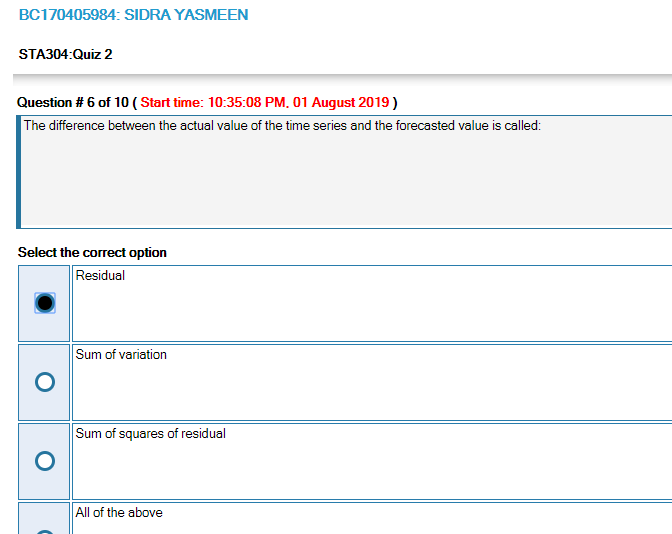 BC170405984: SIDRA YASMEEN
STA304:Quiz 2
Question # 6 of 10 ( Start time: 10:35:08 PM, 01 August 2019 )
The difference between the actual value of the time series and the forecasted value is called:
Select the correct option
Residual
Sum of variation
Sum of squares of residual
All of the above